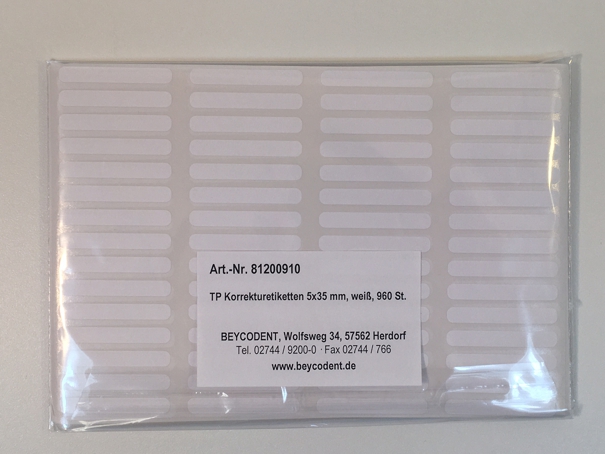 Art.-Nr. 81200910
TP Korrekturetiketten 5x35 mm, weiß, 960 St.
BEYCODENT, Wolfsweg 34, 57562 Herdorf
Tel. 02744 / 9200-0 · Fax 02744 / 766
www.beycodent.de